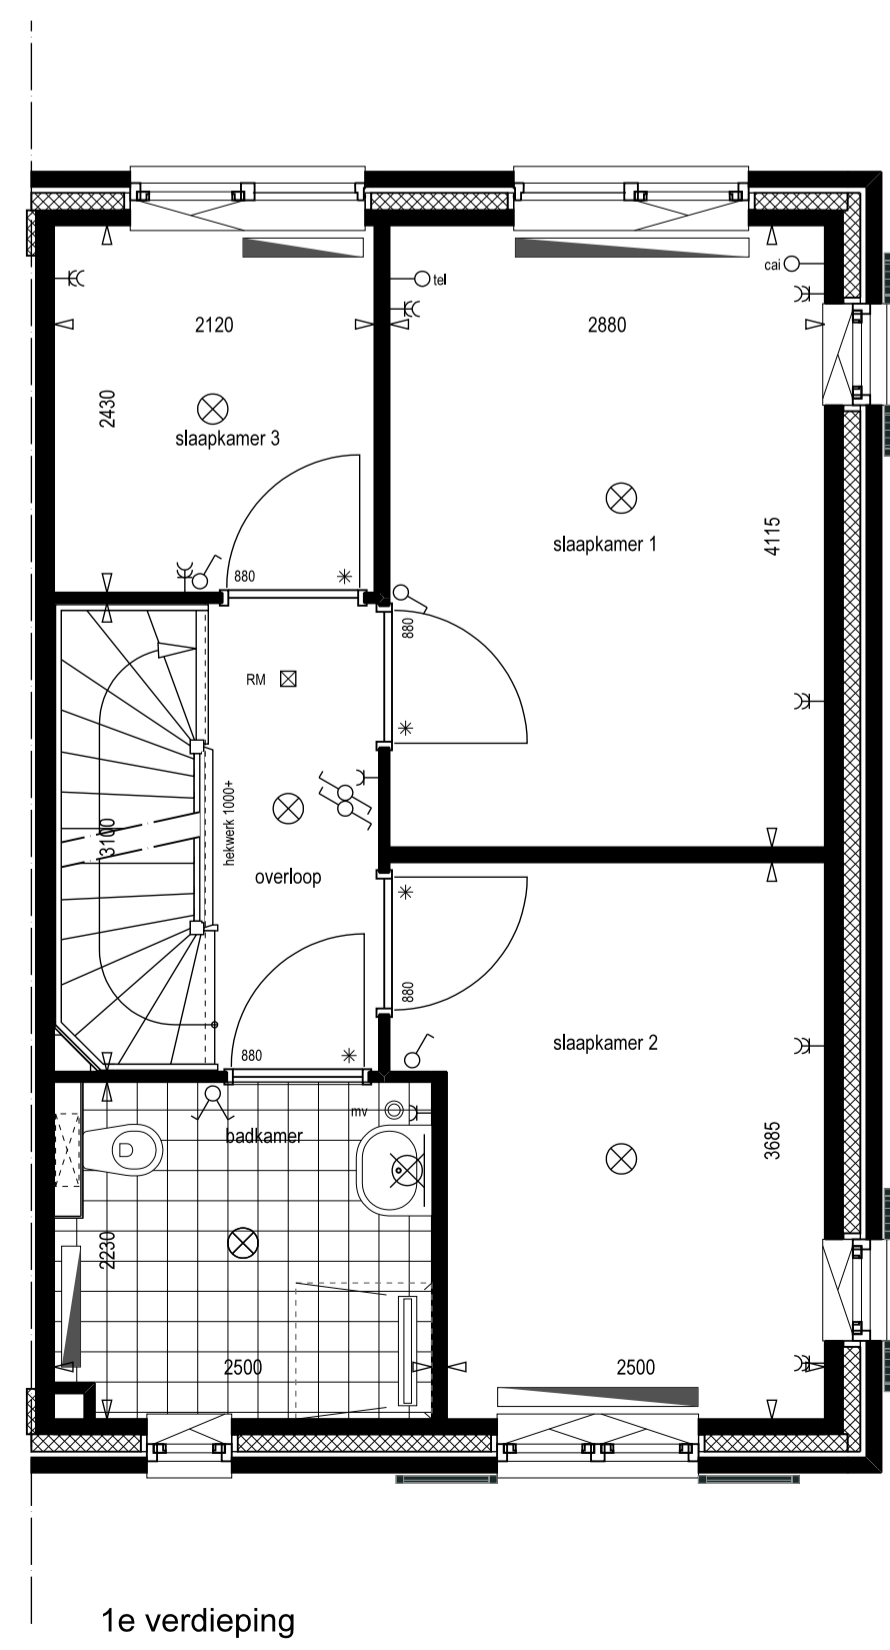 tel
cai
2120
2880
2430
slaapkamer 3
slaapkamer 1
4115
880
880
RM
3100
hekwerk 1000+
overloop
880
880
slaapkamer 2
mv
badkamer
3685
2230
2500
2500
1e verdieping